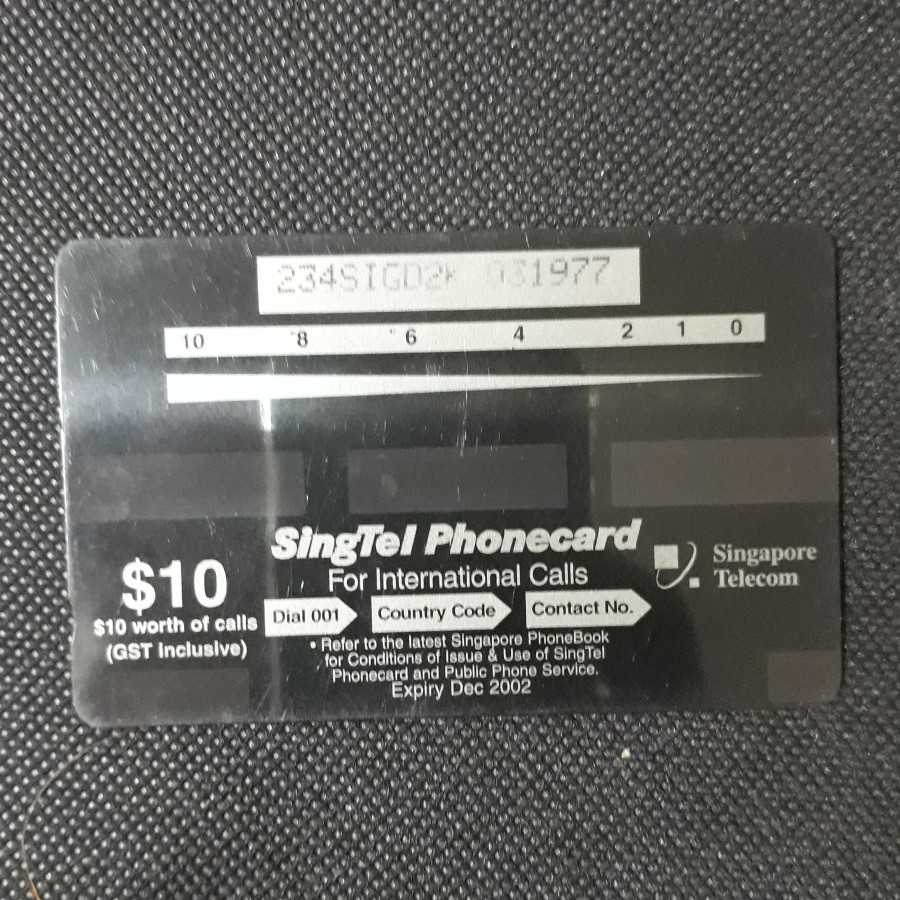 234SIGD2K 031977
10 8 6 4 2 1 0
SingTel Phonecard
For International Calls
$10
$10 worth of calls
(GST Inclusive)
Dial 001 Country Code Contact No.
• Refer to the latest Singapore PhoneBook
for Conditions of Issue & Use of SingTel
Phonecard and Public Phone Service.
Expiry Dec 2002
Singapore
Telecom